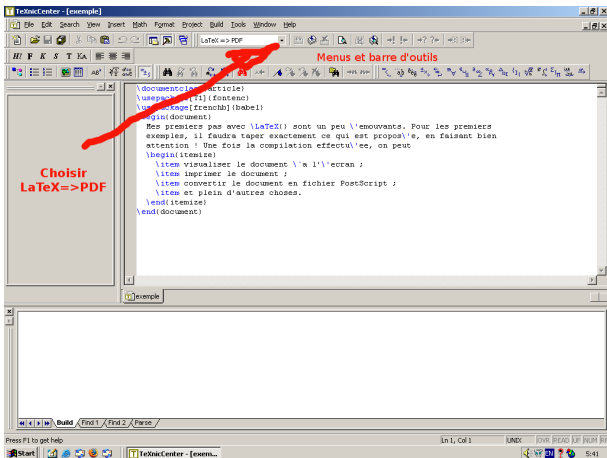 TeXnicCenter - [exemple]
File Edit Search View Insert Math Format Project Build Tools Window Help
LaTeX => PDF
Menus et barre d'outils
\documentclass{article}
\usepackage[T1]{fontenc}
\usepackage[frenchb]{babel}
\begin{document}
Mes premiers pas avec \LaTeX{} sont un peu \'emouvants. Pour les premiers
exemples, il faudra taper exactement ce qui est propos\'e, en faisant bien
attention ! Une fois la compilation effectu\'ee, on peut
\begin{itemize}
\item visualiser le document \`a l'\'ecran ;
\item imprimer le document ;
\item convertir le document en fichier PostScript ;
\item et plein d'autres choses.
\end{itemize}
\end{document}
Choisir
LaTeX=>PDF
exemple
Build Find 1 Find 2 Parse
Press F1 to get help
Ln 1, Col 1 UNIX OVR READ UP NUM
Start TeXnicCenter - [exem... EN 5:41